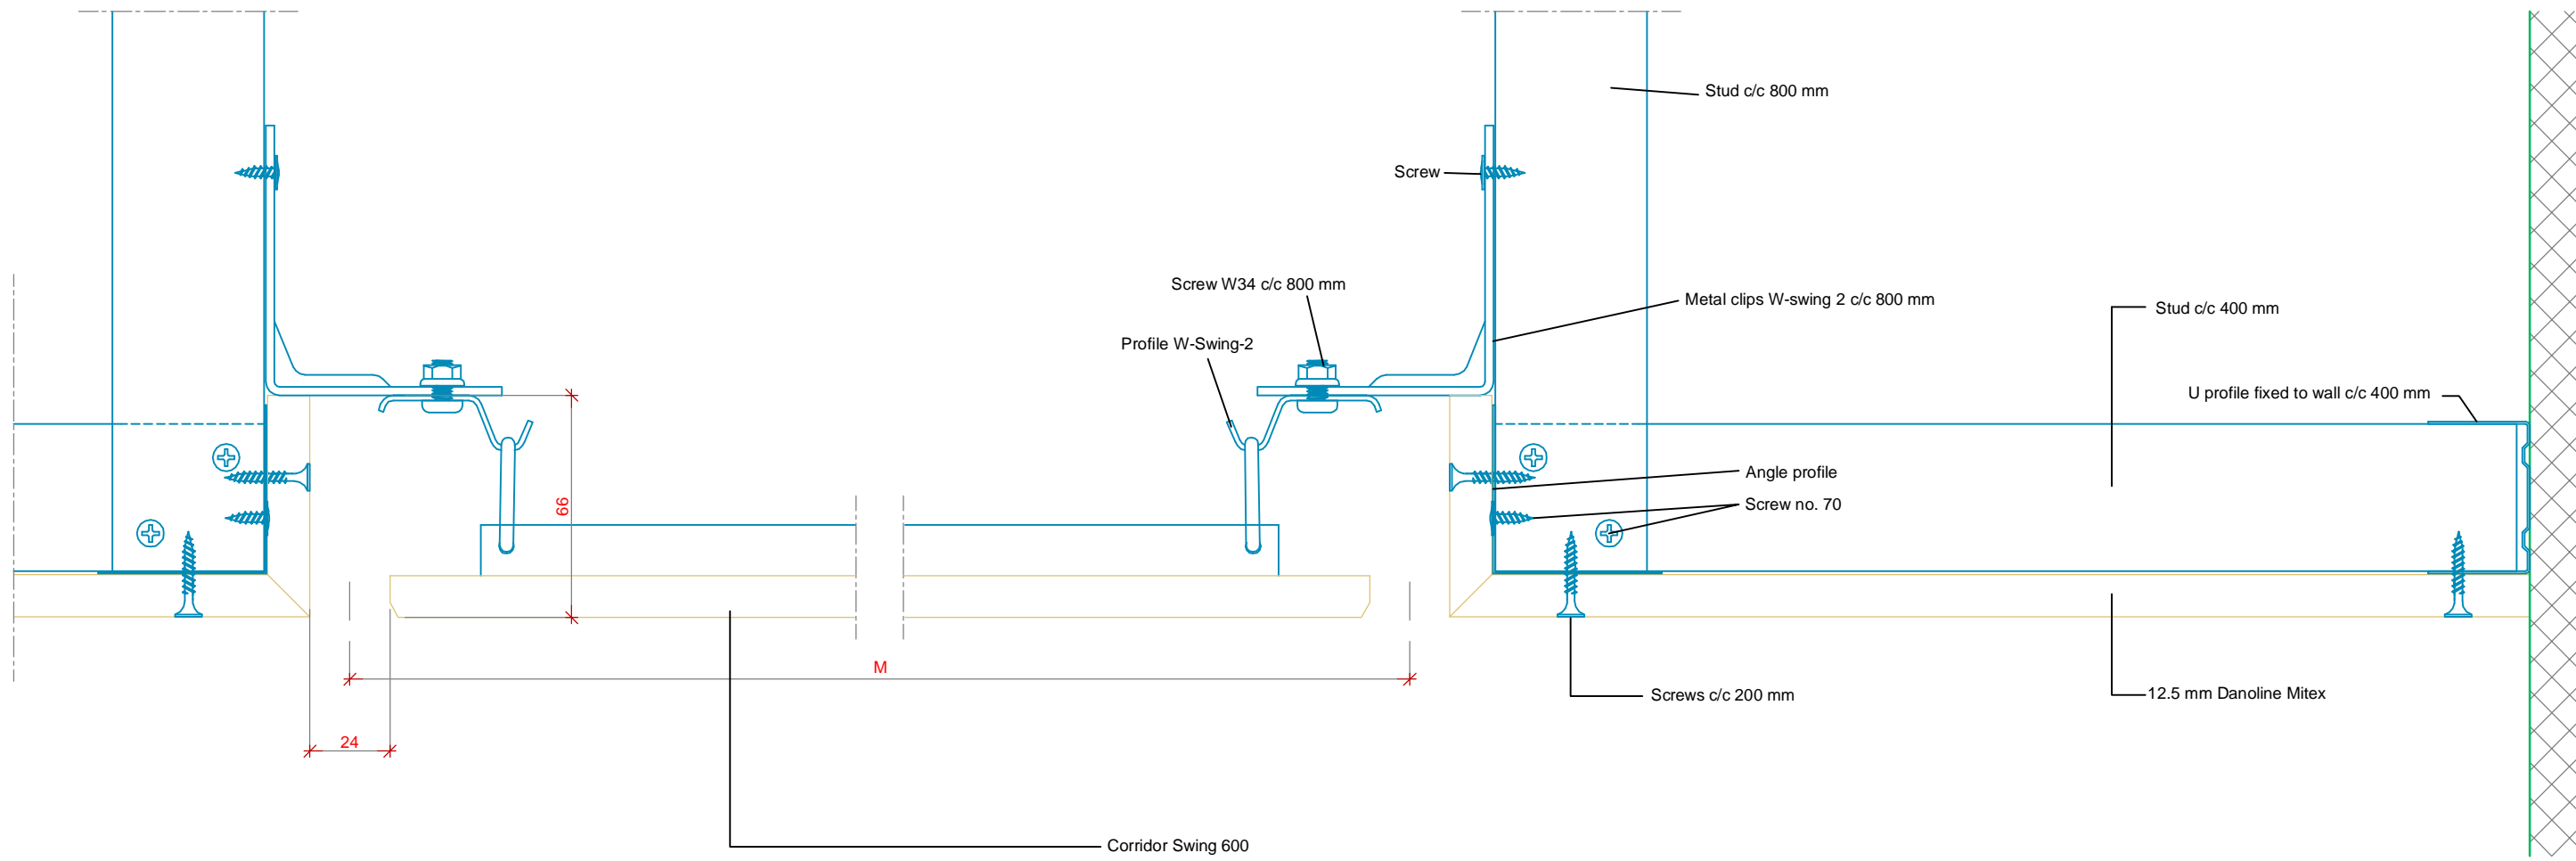 Stud c/c 800 mm
Screw
Screw W34 c/c 800 mm
Metal clips W-swing 2 c/c 800 mm
Stud c/c 400 mm
Profile W-Swing-2
U profile fixed to wall c/c 400 mm
Angle profile
66
Screw no. 70
M
Screws c/c 200 mm
12.5 mm Danoline Mitex
24
Corridor Swing 600